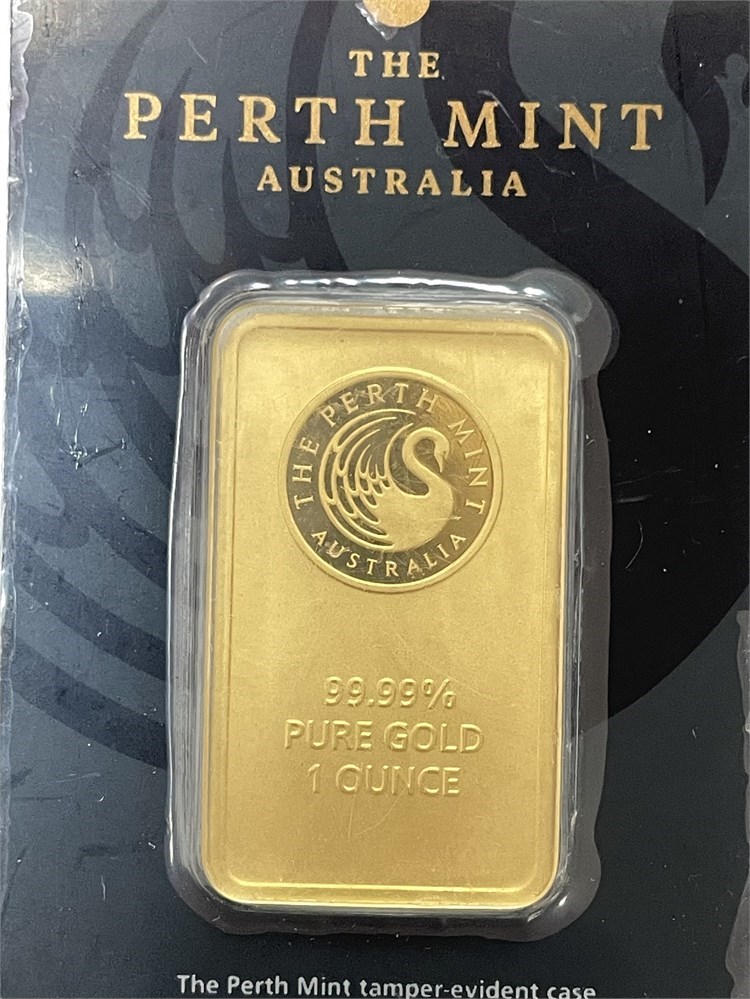 THE
PERTH MINT
AUSTRALIA
THE PERTH MINT
AUSTRALIA
99.99%
PURE GOLD
1 OUNCE
The Perth Mint tamper-evident case